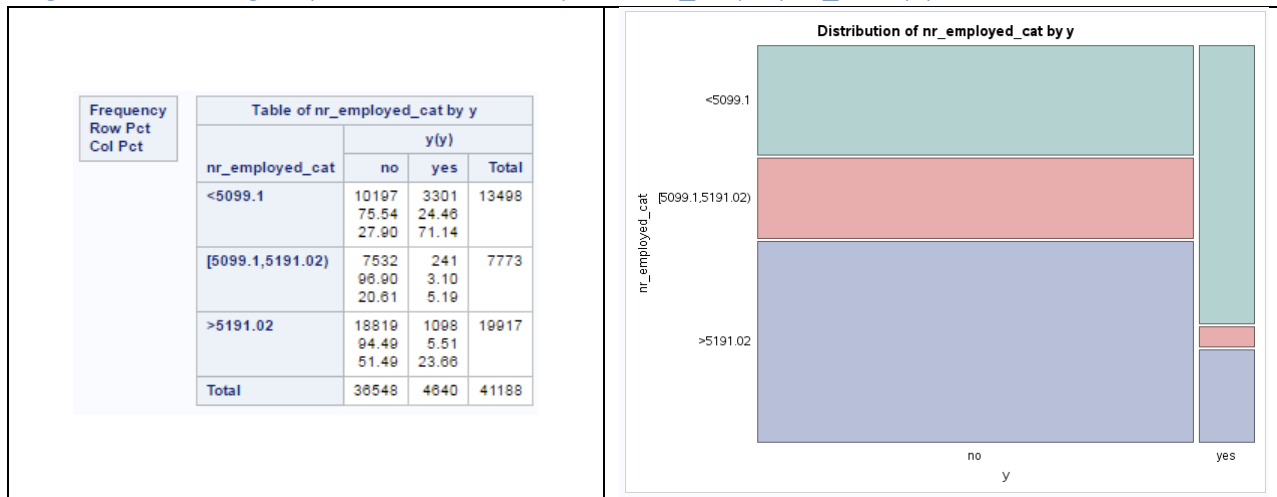 Frequency
Row Pct
Col Pct
Table of nr_employed_cat by y
y(y)
nr_employed_cat no yes Total
<5099.1 10197 3301 13498
75.54 24.46
27.90 71.14
[5099.1,5191.02) 7532 241 7773
96.90 3.10
20.61 5.19
>5191.02 18819 1098 19917
94.49 5.51
51.49 23.66
Total 36548 4640 41188
Distribution of nr_employed_cat by y
<5099.1
[5099.1,5191.02)
>5191.02
nr_employed_cat
no yes
y